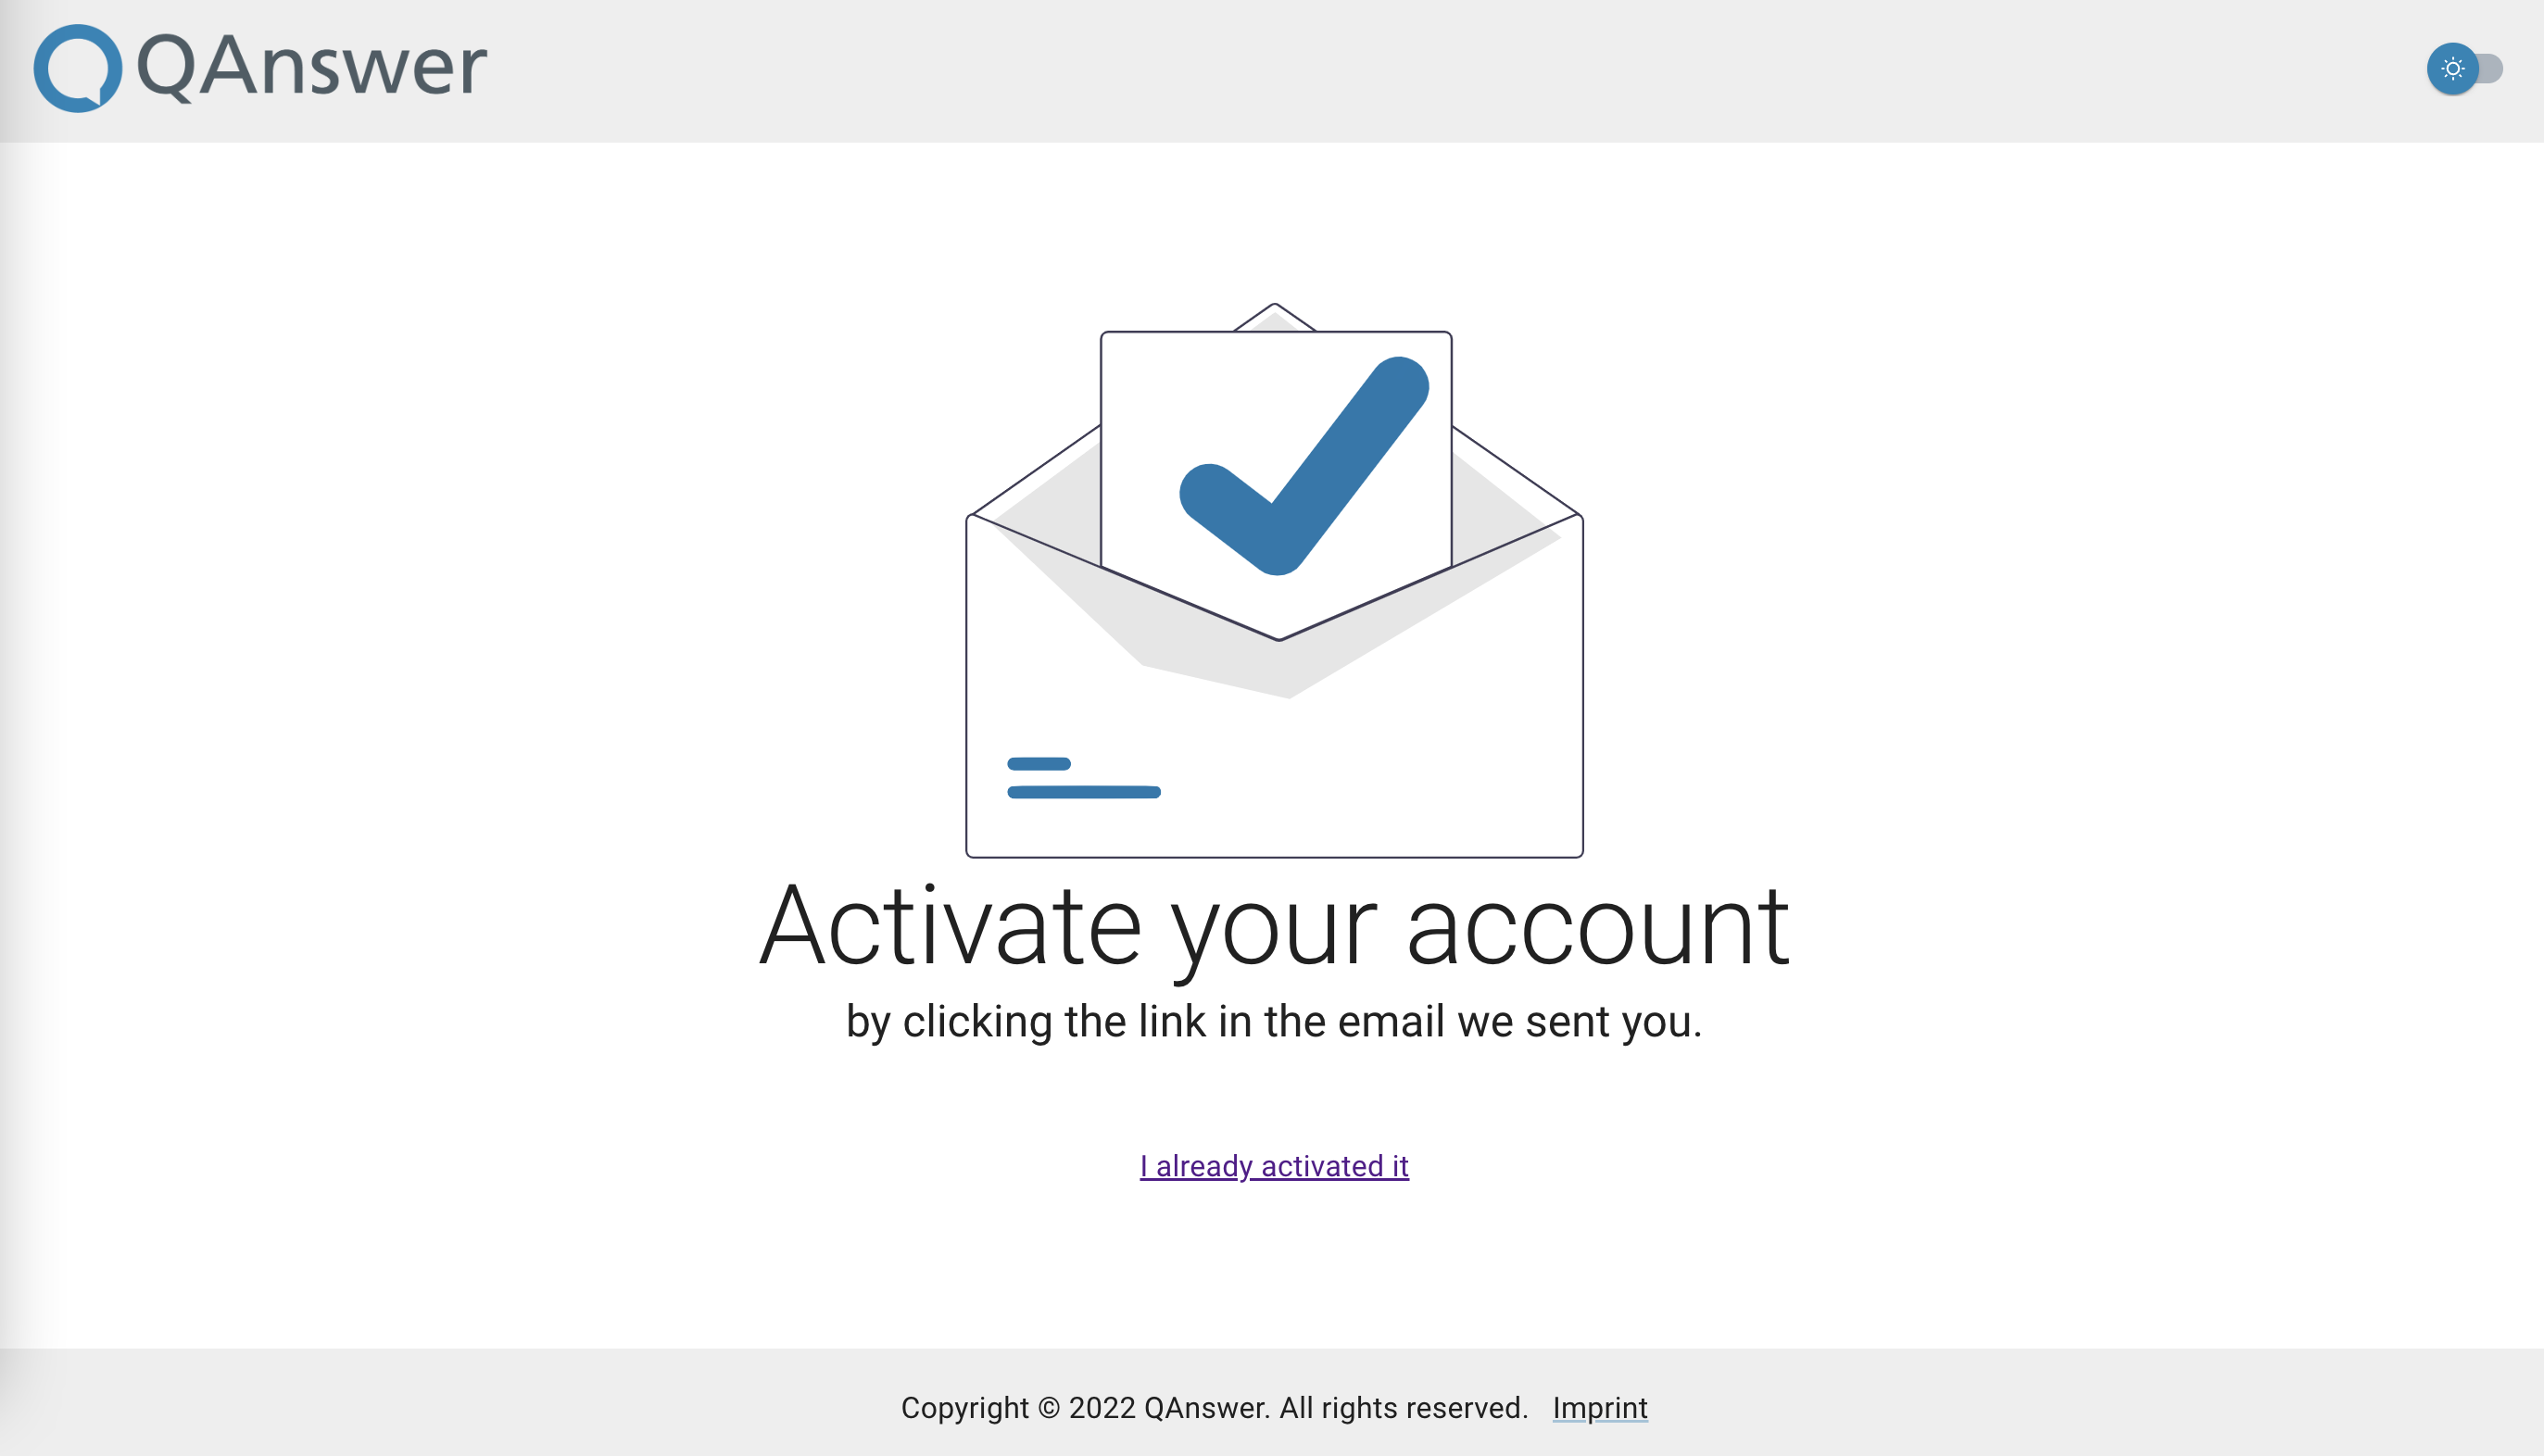 QAnswer
Activate your account
by clicking the link in the email we sent you.
I already activated it
Copyright © 2022 QAnswer. All rights reserved. Imprint